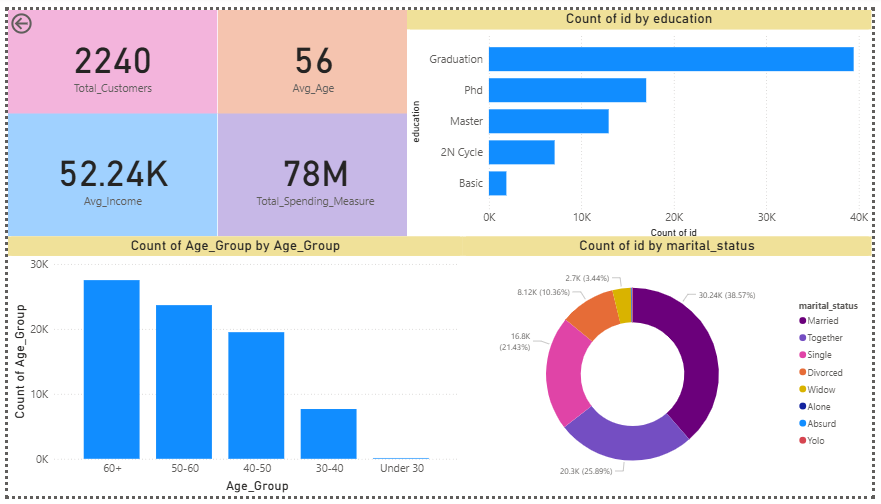 2240
Total_Customers
56
Avg_Age
52.24K
Avg_Income
78M
Total_Spending_Measure
Count of id by education
education
Graduation
Phd
Master
2N Cycle
Basic
0K
10K
20K
30K
40K
Count of id
Count of Age_Group by Age_Group
Count of Age_Group
30K
20K
10K
0K
60+
50-60
40-50
30-40
Under 30
Age_Group
Count of id by marital_status
2.7K (3.44%)
8.12K (10.36%)
30.24K (38.57%)
16.8K
(21.43%)
20.3K (25.89%)
marital_status
Married
Together
Single
Divorced
Widow
Alone
Absurd
Yolo